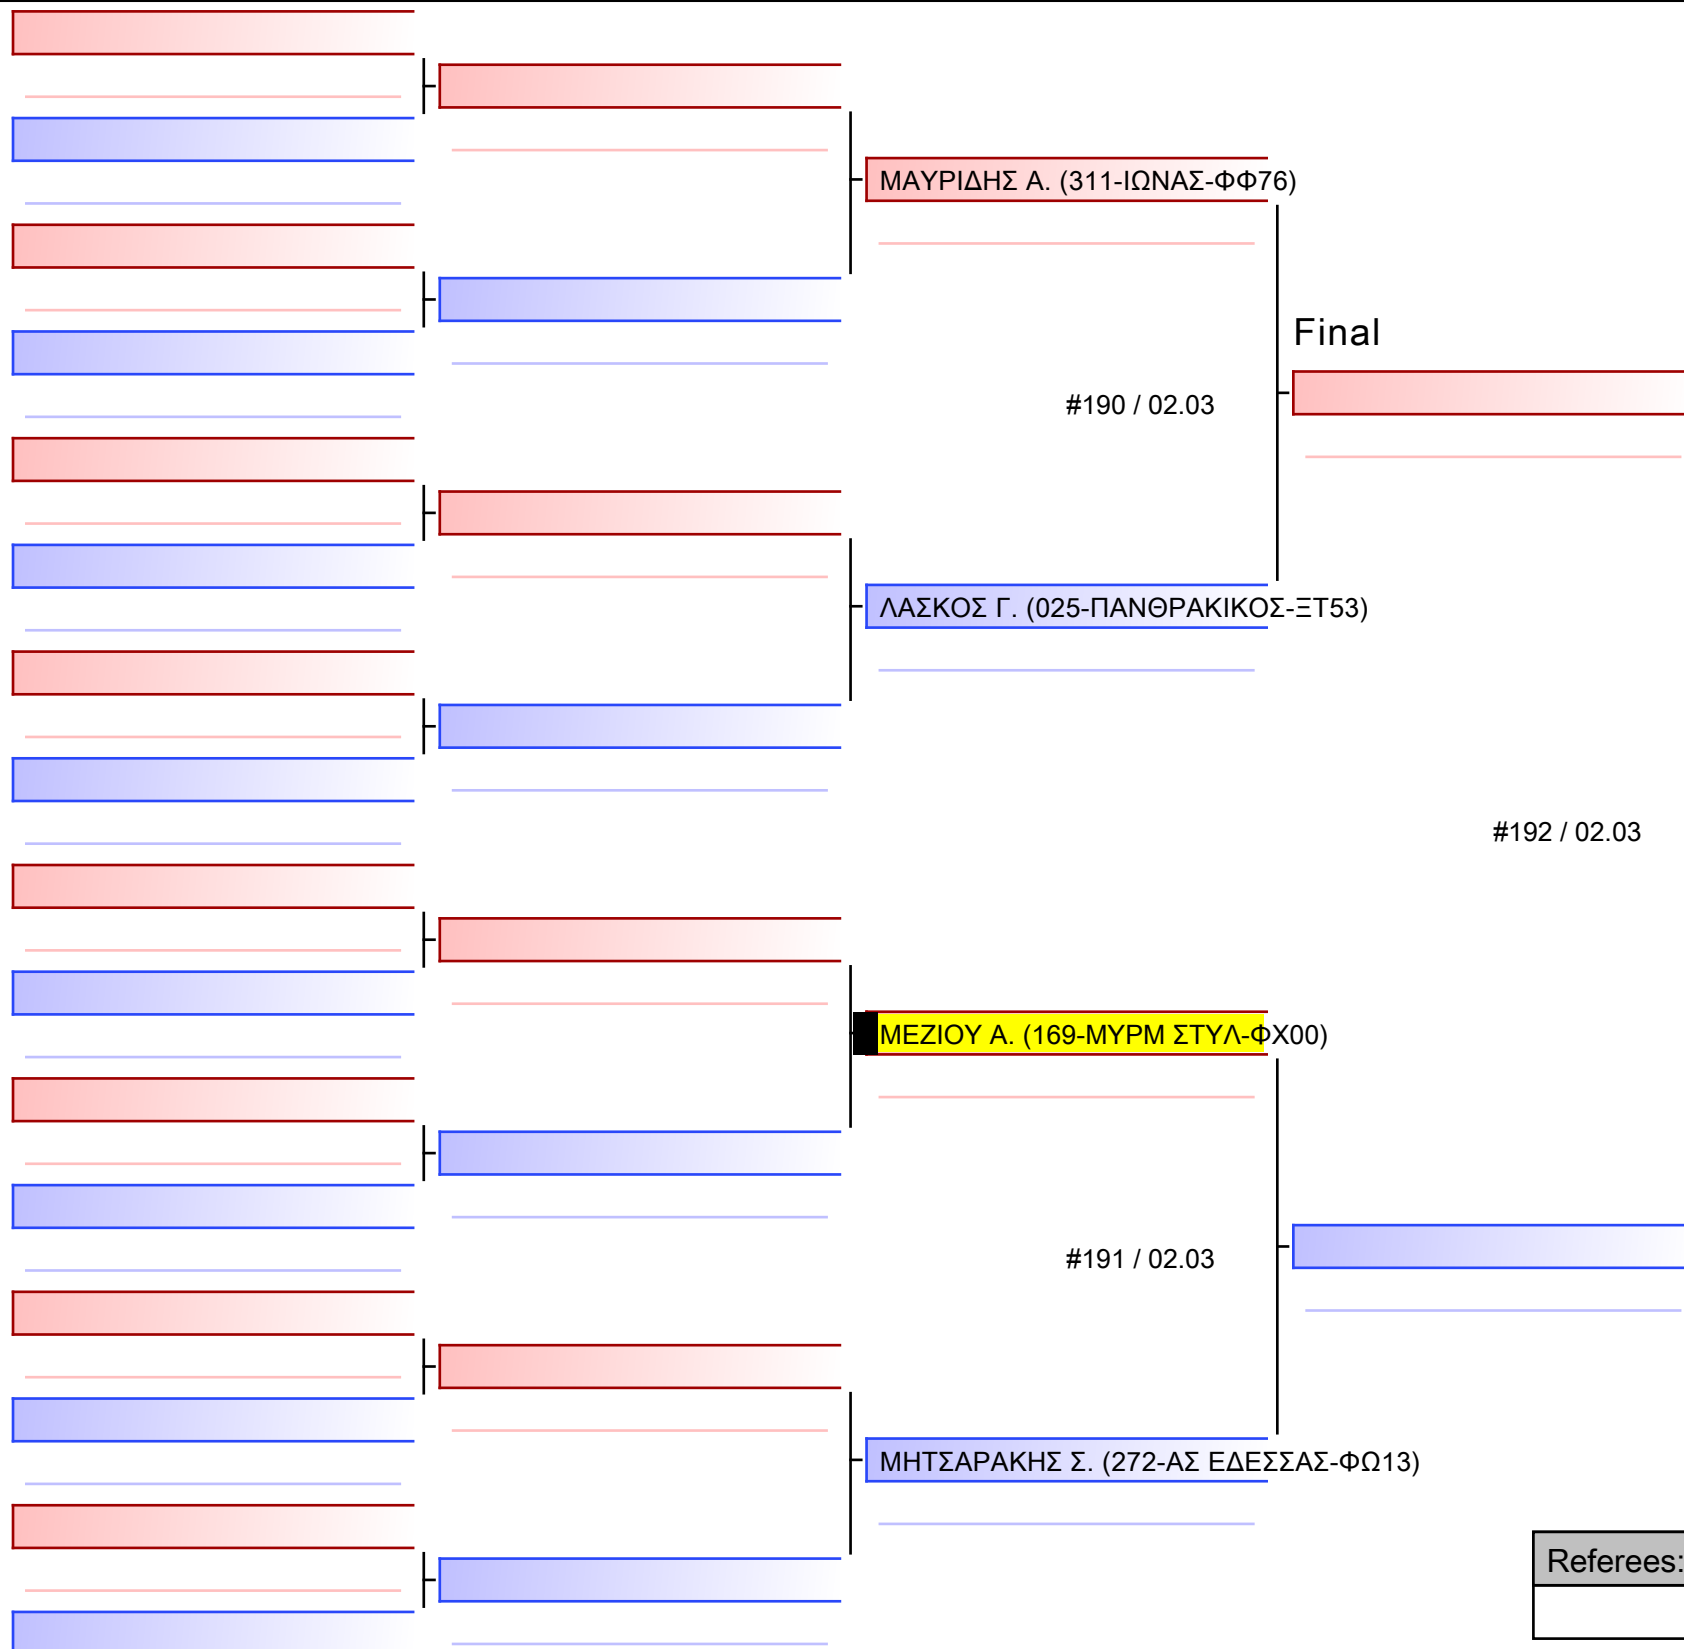 ΜΑΥΡΙΔΗΣ Α. (311-ΙΩΝΑΣ-ΦΦ76)
Final
#190 / 02.03
ΛΑΣΚΟΣ Γ. (025-ΠΑΝΘΡΑΚΙΚΟΣ-ΞΤ53)
#192 / 02.03
ΜΕΖΙΟΥ Α. (169-ΜΥΡΜ ΣΤΥΛ-ΦΧ00)
#191 / 02.03
ΜΗΤΣΑΡΑΚΗΣ Σ. (272-ΑΣ ΕΔΕΣΣΑΣ-ΦΩ13)
Referees: